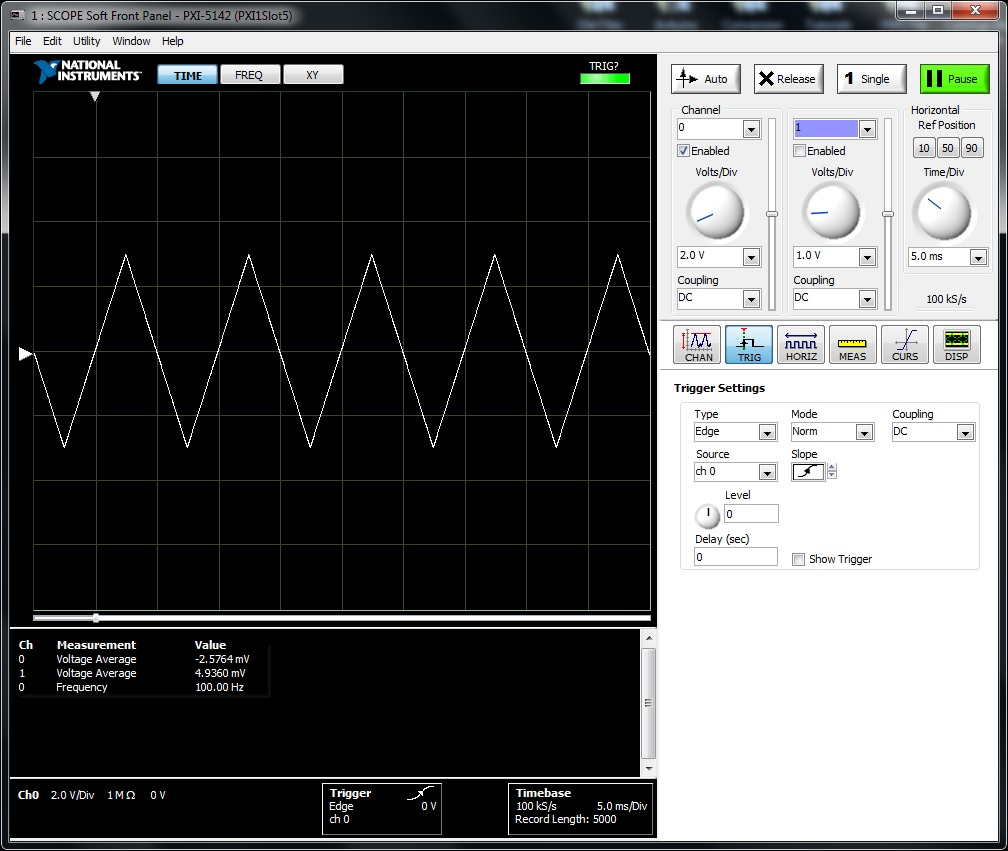 1 : SCOPE Soft Front Panel - PXI-5142 (PXI1Slot5)
File Edit Utility Window Help
NATIONAL
INSTRUMENTS
TIME FREQ XY
TRIG?
Auto Release 1 Single Pause
Channel
0
Enabled
Volts/Div
2.0 V
Coupling
DC
1
Enabled
Volts/Div
1.0 V
Coupling
DC
Horizontal
Ref Position
10 50 90
Time/Div
5.0 ms
100 kS/s
CHAN TRIG HORIZ MEAS CURS DISP
Trigger Settings
Type Mode Coupling
Edge Norm DC
Source Slope
ch 0
Level
0
Delay (sec)
0 Show Trigger
Ch Measurement Value
0 Voltage Average -2.5764 mV
1 Voltage Average 4.9360 mV
0 Frequency 100.00 Hz
Ch0 2.0 V/Div 1 M Ω 0 V
Trigger
Edge 0 V
ch 0
Timebase
100 kS/s 5.0 ms/Div
Record Length: 5000